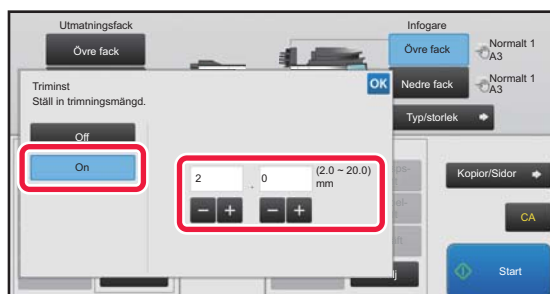 Utmatningsfack
Infogare
Övre fack
Övre fack
Normalt 1
A3
Triminst
OK
Nedre fack
Normalt 1
A3
Ställ in trimningsmängd.
Typ/storlek
Off
On
2 . 0 (2.0 ~ 20.0)
mm
Kopior/Sidor
CA
Start